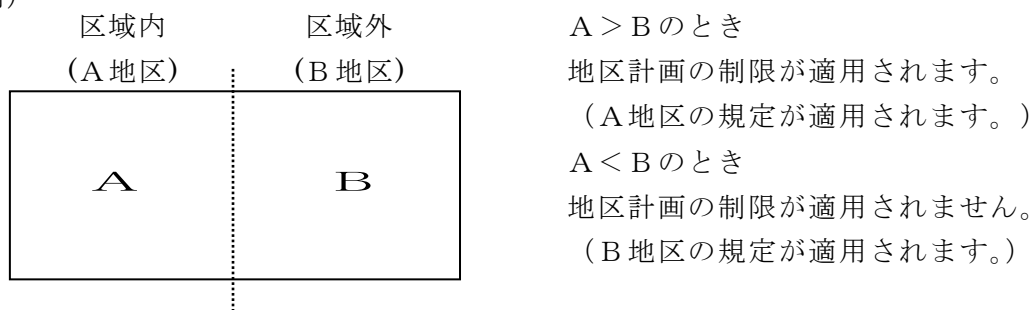 区域内
区域外
(A地区)
(B地区)
A
B
A>Bのとき
地区計画の制限が適用されます。
(A地区の規定が適用されます。)
A<Bのとき
地区計画の制限が適用されません。
(B地区の規定が適用されます。)